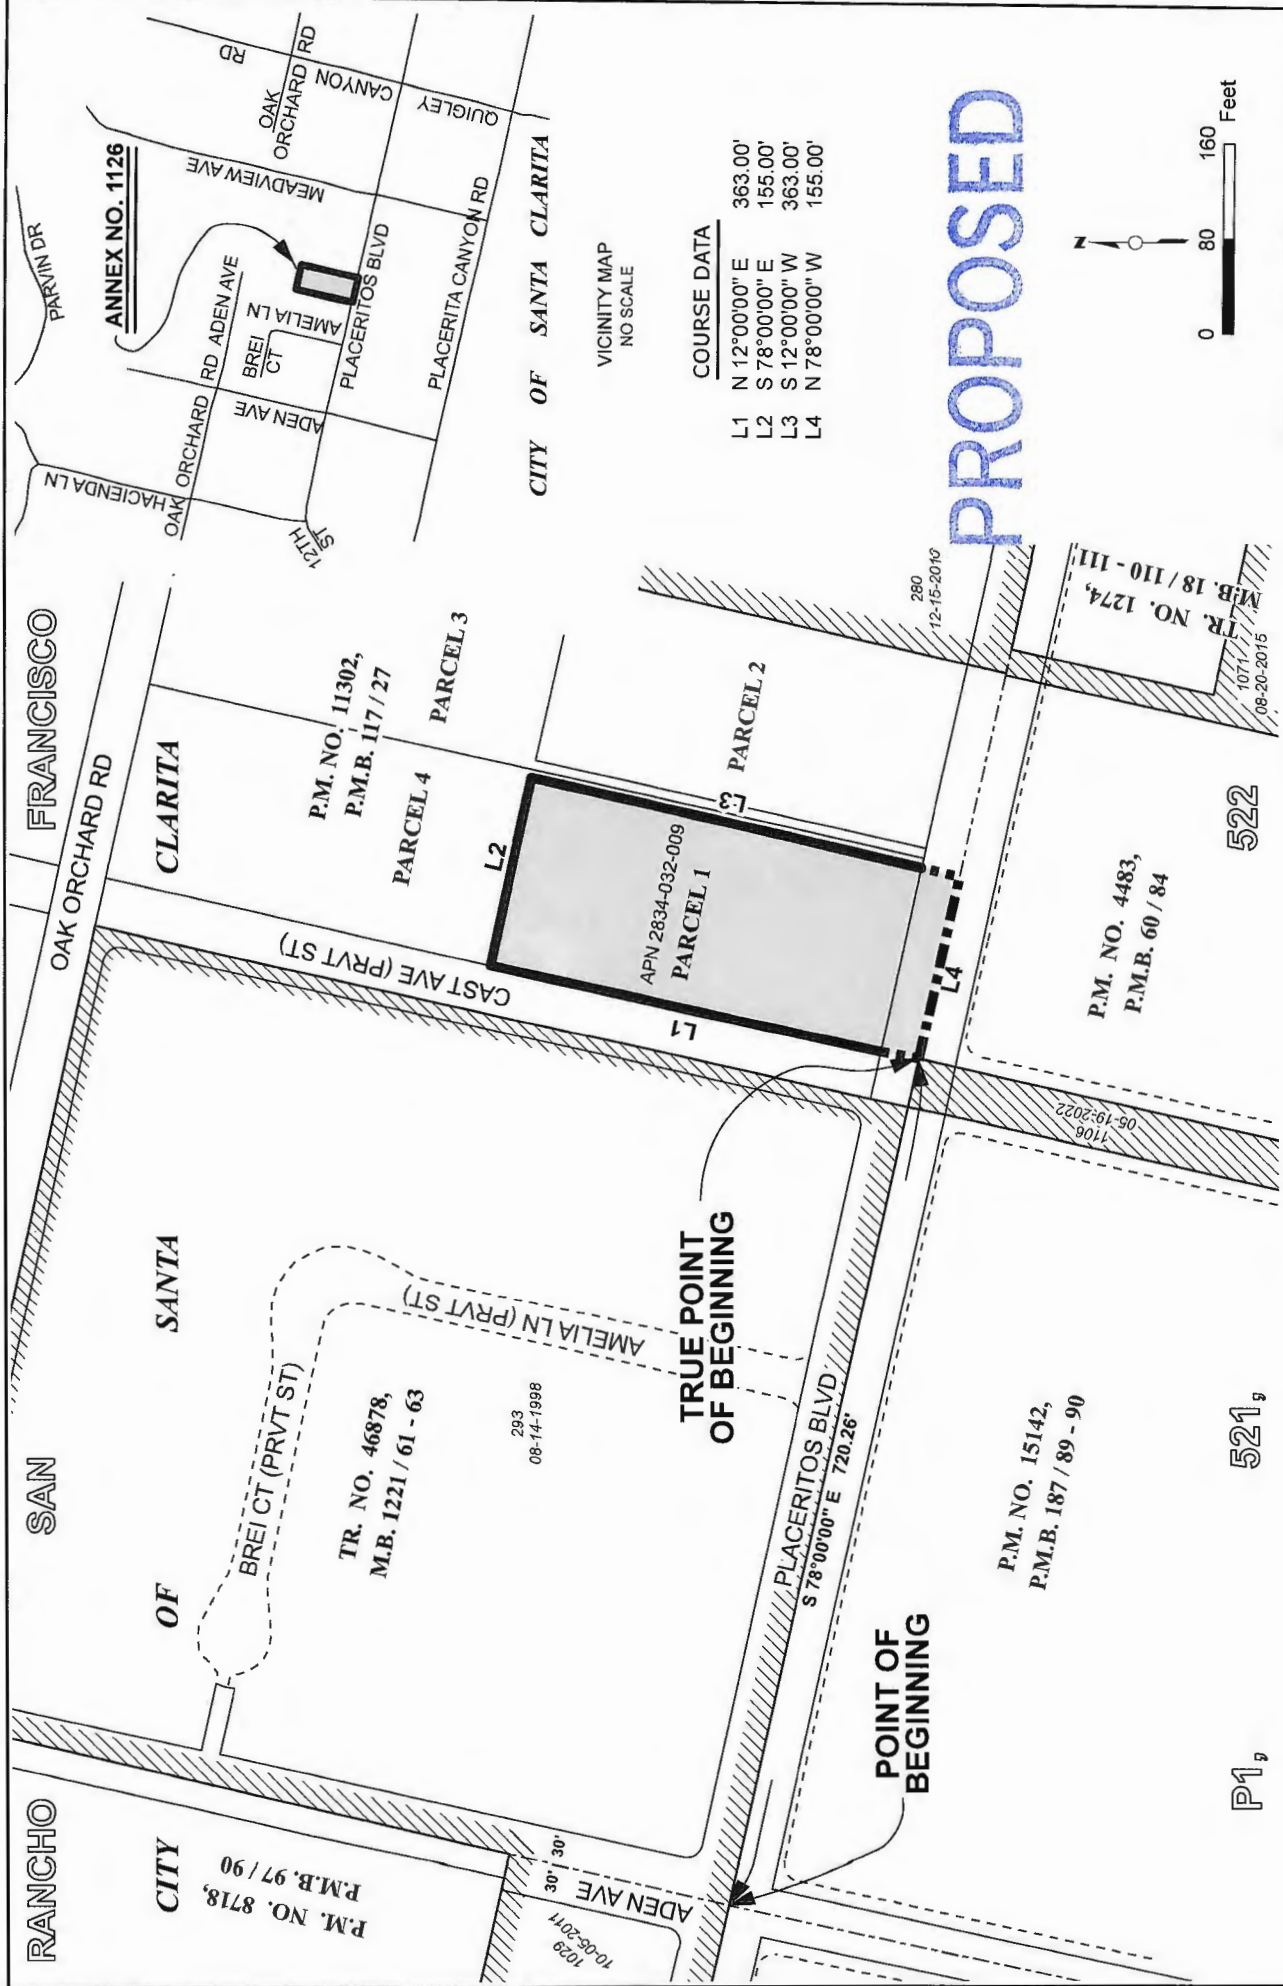 RANCHO
SAN
FRANCISCO
CITY
OF
SANTA
CLARITA
P.M. NO. 8718,
P.M.B. 97 / 90
OAK ORCHARD RD
BREI CT (PRVT ST)
TR. NO. 46878,
M.B. 1221 / 61 - 63
AMELIA LN (PRVT ST)
293
08-14-1998
CAST AVE (PRVT ST)
P.M. NO. 11302,
P.M.B. 117 / 27
PARCEL 4
PARCEL 3
L2
APN 2834-032-009
PARCEL 1
L1
L3
L4
PARCEL 2
280
12-15-2010
TR. NO. 1274,
M.B. 18 / 110 - 111
1071
08-20-2015
TRUE POINT
OF BEGINNING
PLACERITOS BLVD
S 78°00'00" E 720.26'
30' 30'
ADEN AVE
1029
10-05-2011
POINT OF
BEGINNING
P.M. NO. 15142,
P.M.B. 187 / 89 - 90
1106
05-19-2022
P.M. NO. 4483,
P.M.B. 60 / 84
P1,
521,
522
PARVIN DR
ANNEX NO. 1126
HACIENDA LN
OAK ORCHARD RD
ADEN AVE
MEADVIEW AVE
OAK
ORCHARD RD
RD
CANYON
QUIGLEY
BREI
CT
AMELIA LN
ADEN AVE
12TH
ST
PLACERITOS BLVD
PLACERITA CANYON RD
CITY OF SANTA CLARITA
VICINITY MAP
NO SCALE
COURSE DATA
L1 N 12°00'00" E 363.00'
L2 S 78°00'00" E 155.00'
L3 S 12°00'00" W 363.00'
L4 N 78°00'00" W 155.00'
PROPOSED
Z
0 80 160
Feet